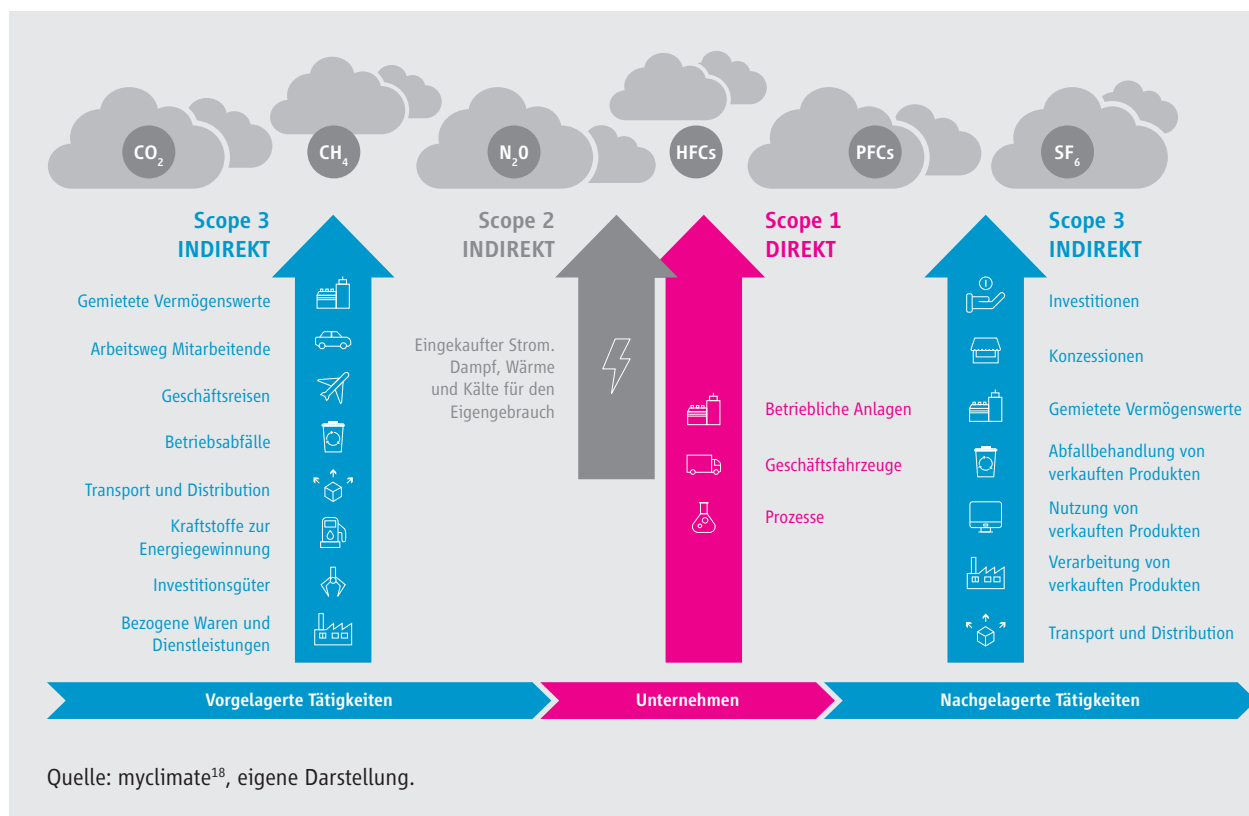 CO₂
CH₄
N₂O
HFCs
PFCs
SF₆
Scope 3
INDIREKT
Gemietete Vermögenswerte
Arbeitsweg Mitarbeitende
Geschäftsreisen
Betriebsabfälle
Transport und Distribution
Kraftstoffe zur
Energiegewinnung
Investitionsgüter
Bezogene Waren und
Dienstleistungen
Scope 2
INDIREKT
Eingekaufter Strom.
Dampf, Wärme
und Kälte für den
Eigengebrauch
Scope 1
DIREKT
Betriebliche Anlagen
Geschäftsfahrzeuge
Prozesse
Scope 3
INDIREKT
Investitionen
Konzessionen
Gemietete Vermögenswerte
Abfallbehandlung von
verkauften Produkten
Nutzung von
verkauften Produkten
Verarbeitung von
verkauften Produkten
Transport und Distribution
Vorgelagerte Tätigkeiten
Unternehmen
Nachgelagerte Tätigkeiten
Quelle: myclimate¹⁸, eigene Darstellung.